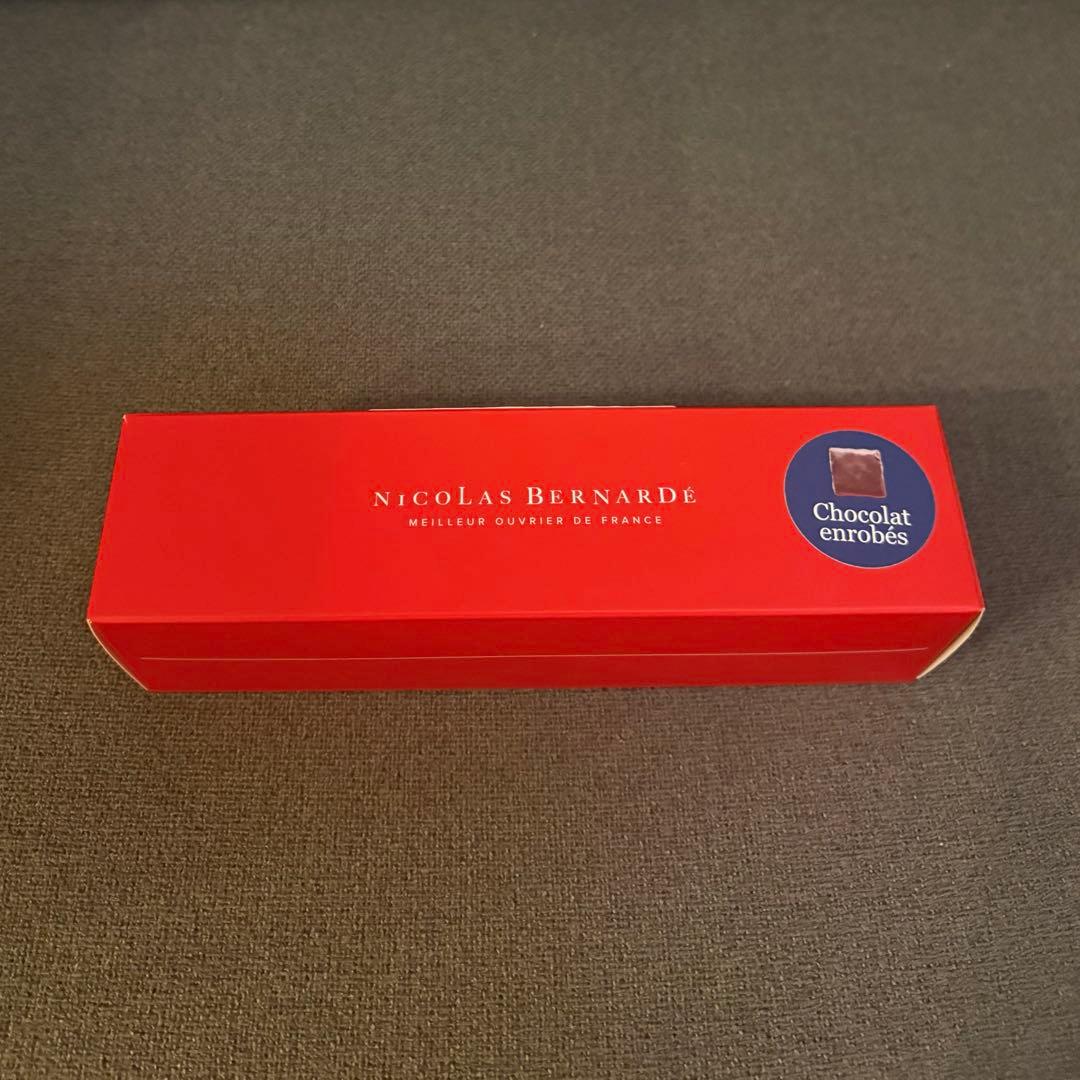 NICOLAS BERNARDÉ
MEILLEUR OUVRIER DE FRANCE
Chocolat
enrobés